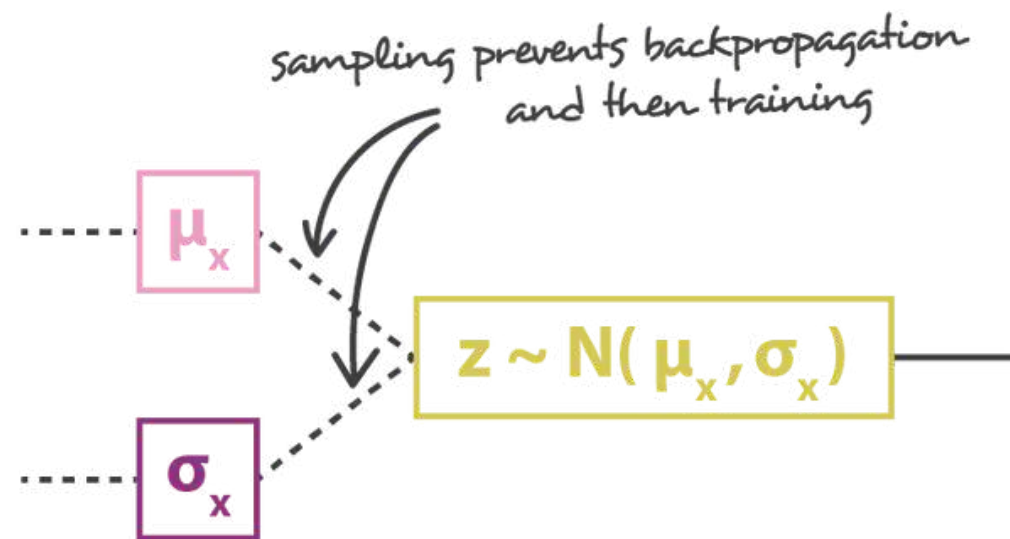 sampling prevents backpropagation
and then training
μₓ
z ~ N( μₓ , σₓ )
σₓ